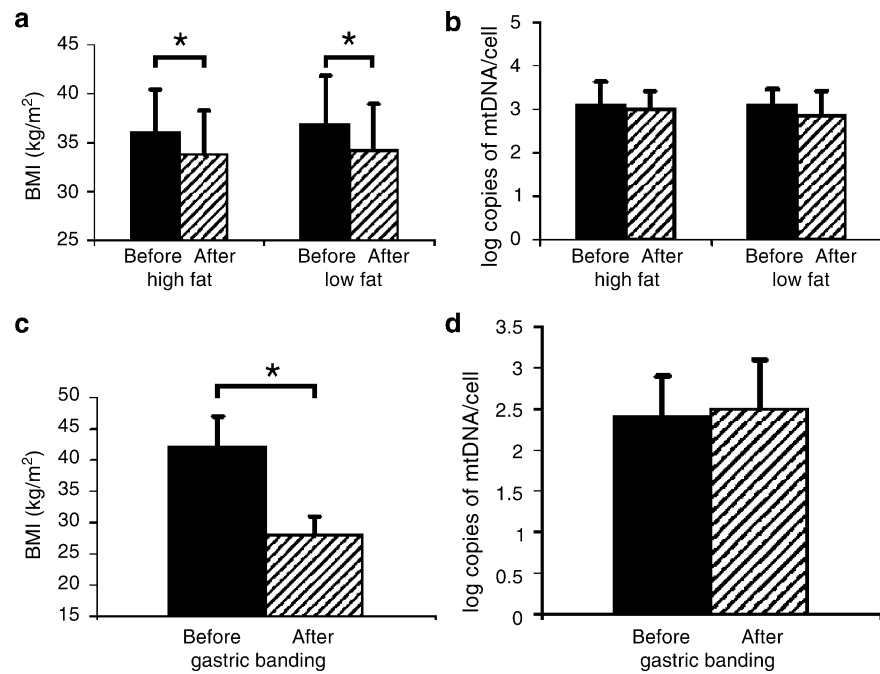 a
*
*
45
40
35
30
25
BMI (kg/m2)
Before After Before After
high fat low fat
b
5
4
3
2
1
0
log copies of mtDNA/cell
Before After Before After
high fat low fat
c
*
50
45
40
35
30
25
20
15
BMI (kg/m2)
Before After
gastric banding
d
3.5
3
2.5
2
1.5
1
0.5
0
log copies of mtDNA/cell
Before After
gastric banding